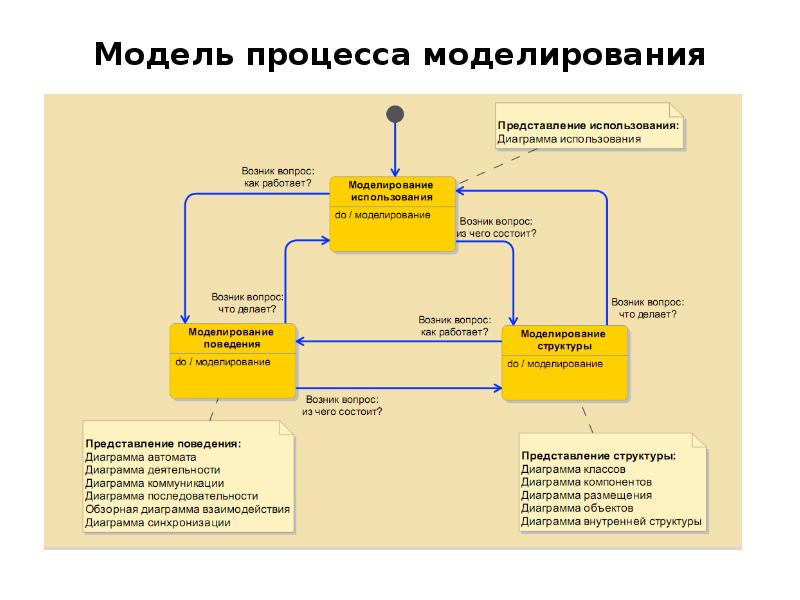 Модель процесса моделирования
Представление использования:
Диаграмма использования
Возник вопрос:
как работает?
Моделирование
использования
do / моделирование
Возник вопрос:
из чего состоит?
Возник вопрос:
что делает?
Возник вопрос:
что делает?
Возник вопрос:
как работает?
Моделирование
поведения
do / моделирование
Моделирование
структуры
do / моделирование
Возник вопрос:
из чего состоит?
Представление поведения:
Диаграмма автомата
Диаграмма деятельности
Диаграмма коммуникации
Диаграмма последовательности
Обзорная диаграмма взаимодействия
Диаграмма синхронизации
Представление структуры:
Диаграмма классов
Диаграмма компонентов
Диаграмма размещения
Диаграмма объектов
Диаграмма внутренней структуры